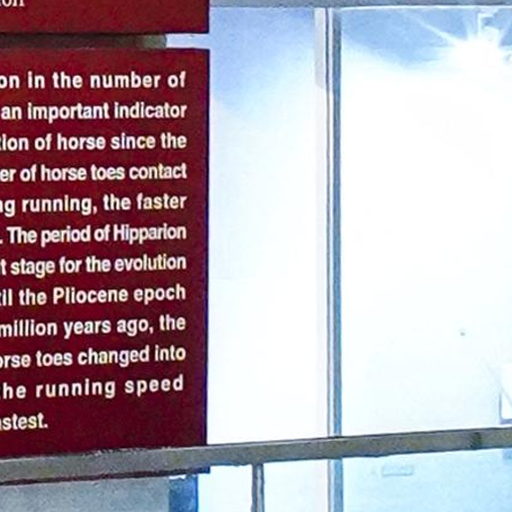 on in the number of
an important indicator
tion of horse since the
er of horse toes contact
ng running, the faster
. The period of Hipparion
t stage for the evolution
til the Pliocene epoch
million years ago, the
orse toes changed into
he running speed
astest.